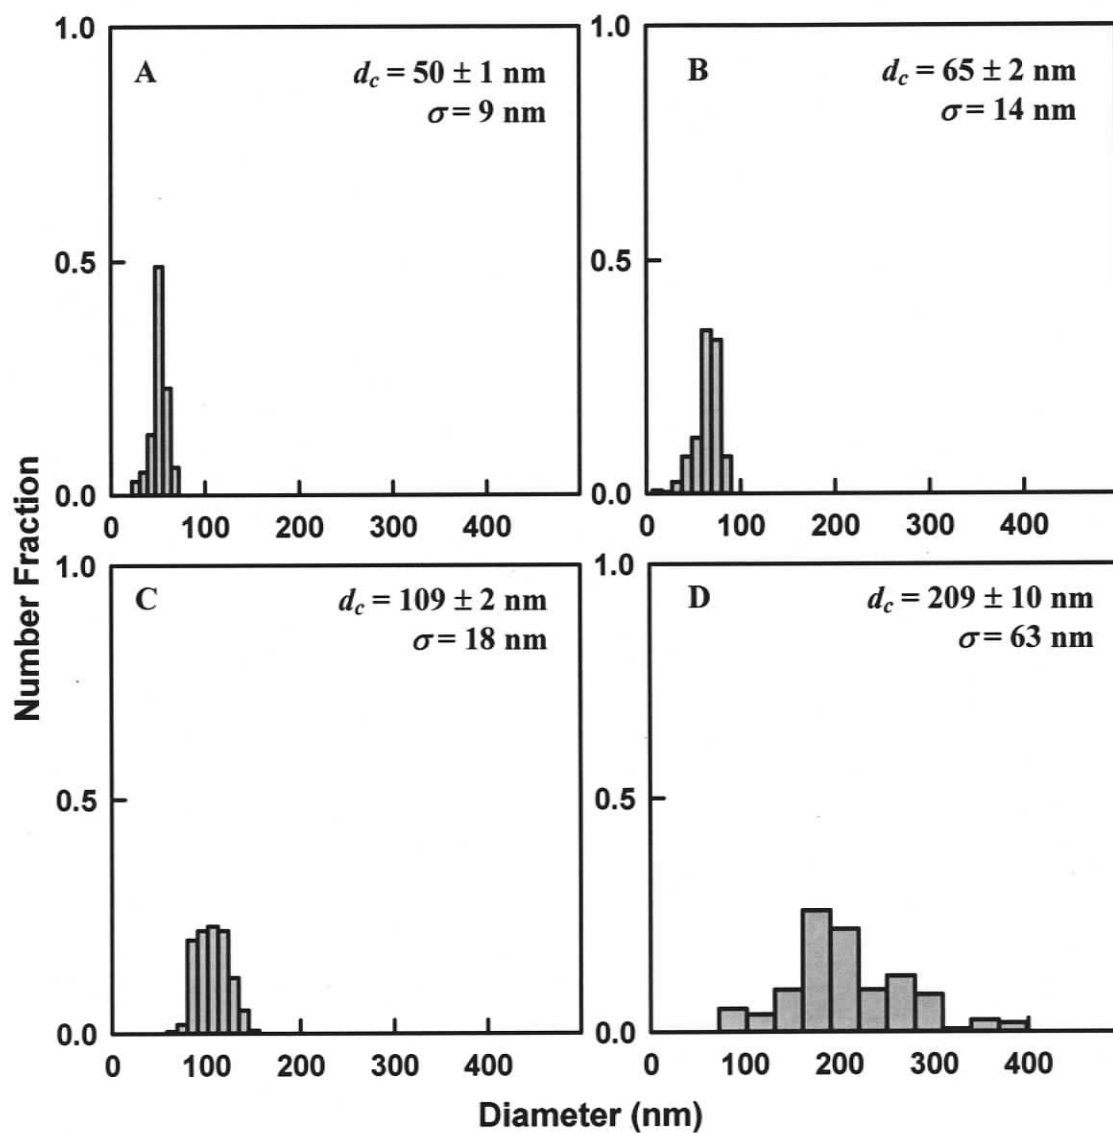 1.0
A
d_c = 50 ± 1 nm
σ = 9 nm
0.5
0.0
0 100 200 300 400
1.0
B
d_c = 65 ± 2 nm
σ = 14 nm
0.5
0.0
0 100 200 300 400
1.0
C
d_c = 109 ± 2 nm
σ = 18 nm
0.5
0.0
0 100 200 300 400
1.0
D
d_c = 209 ± 10 nm
σ = 63 nm
0.5
0.0
0 100 200 300 400
Number Fraction
Diameter (nm)